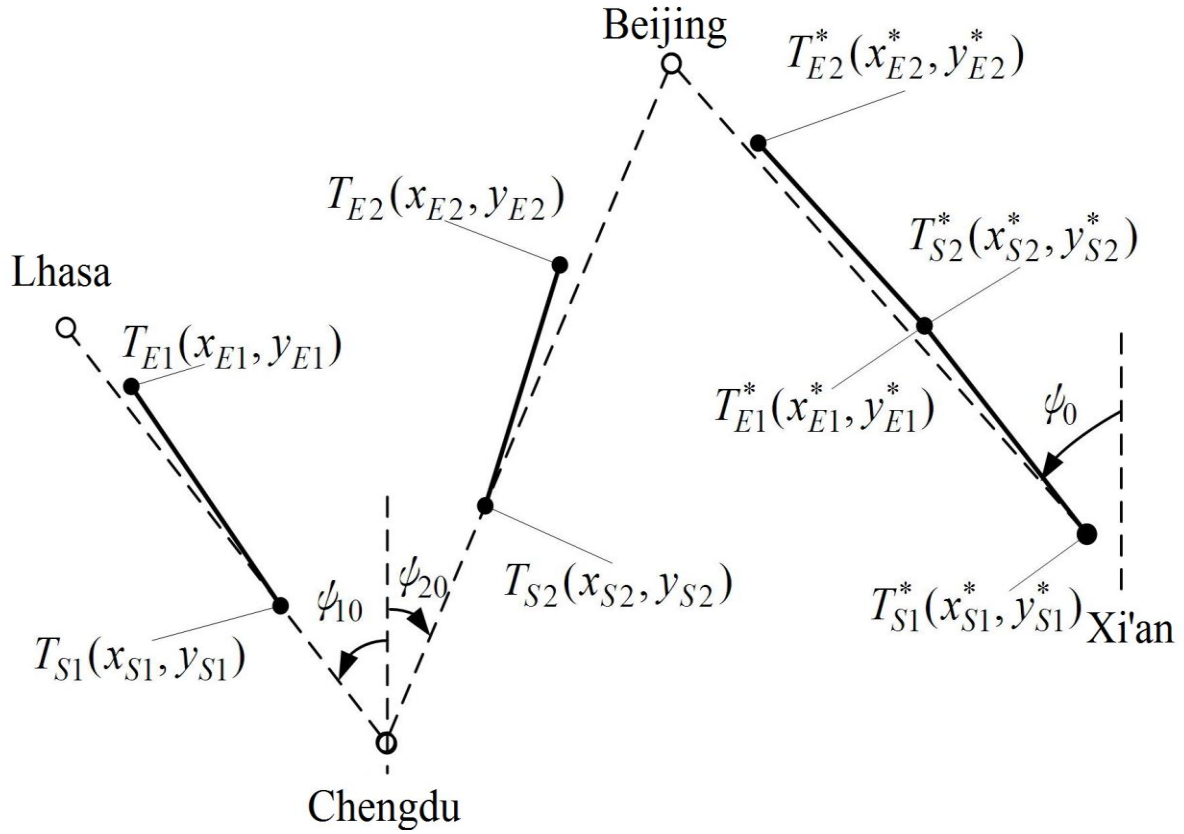 Beijing
T*E2(x*E2, y*E2)
TE2(xE2, yE2)
T*S2(x*S2, y*S2)
Lhasa
TE1(xE1, yE1)
T*E1(x*E1, y*E1)
ψ0
ψ10
ψ20
TS2(xS2, yS2)
T*S1(x*S1, y*S1)
Xi'an
TS1(xS1, yS1)
Chengdu